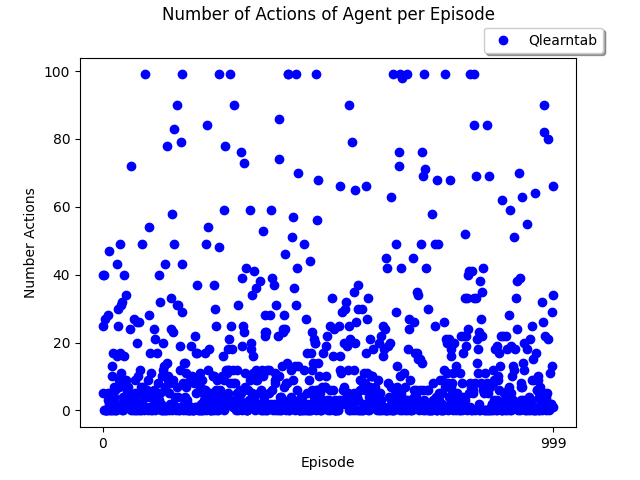 Number of Actions of Agent per Episode
Qlearntab
100
80
60
40
20
0
Number Actions
0
999
Episode